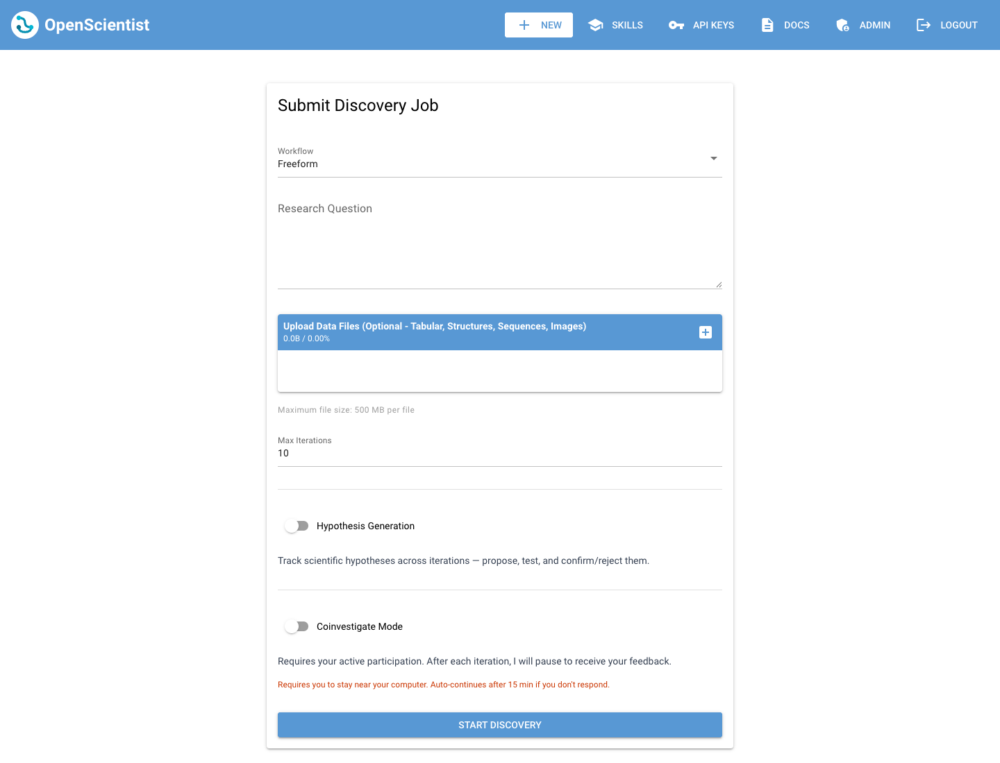 OpenScientist
NEW
SKILLS
API KEYS
DOCS
ADMIN
LOGOUT
Submit Discovery Job
Workflow
Freeform
Research Question
Upload Data Files (Optional - Tabular, Structures, Sequences, Images)
0.0B / 0.00%
Maximum file size: 500 MB per file
Max Iterations
10
Hypothesis Generation
Track scientific hypotheses across iterations — propose, test, and confirm/reject them.
Coinvestigate Mode
Requires your active participation. After each iteration, I will pause to receive your feedback.
Requires you to stay near your computer. Auto-continues after 15 min if you don't respond.
START DISCOVERY